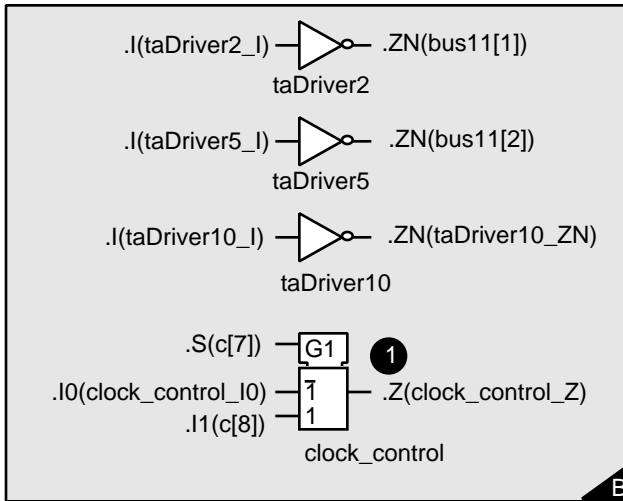 .I(taDriver2_I) .ZN(bus11[1])
taDriver2
.I(taDriver5_I) .ZN(bus11[2])
taDriver5
.I(taDriver10_I) .ZN(taDriver10_ZN)
taDriver10
.S(c[7]) G1 1
.I0(clock_control_I0) 1̅ .Z(clock_control_Z)
.I1(c[8]) 1
clock_control
B